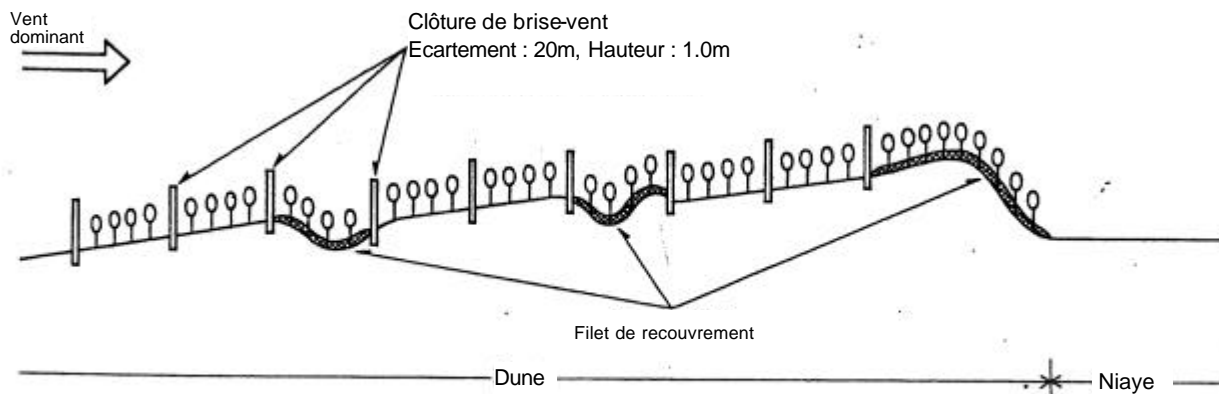 Vent
dominant
Clôture de brise-vent
Ecartement : 20m, Hauteur : 1.0m
Filet de recouvrement
Dune
Niaye